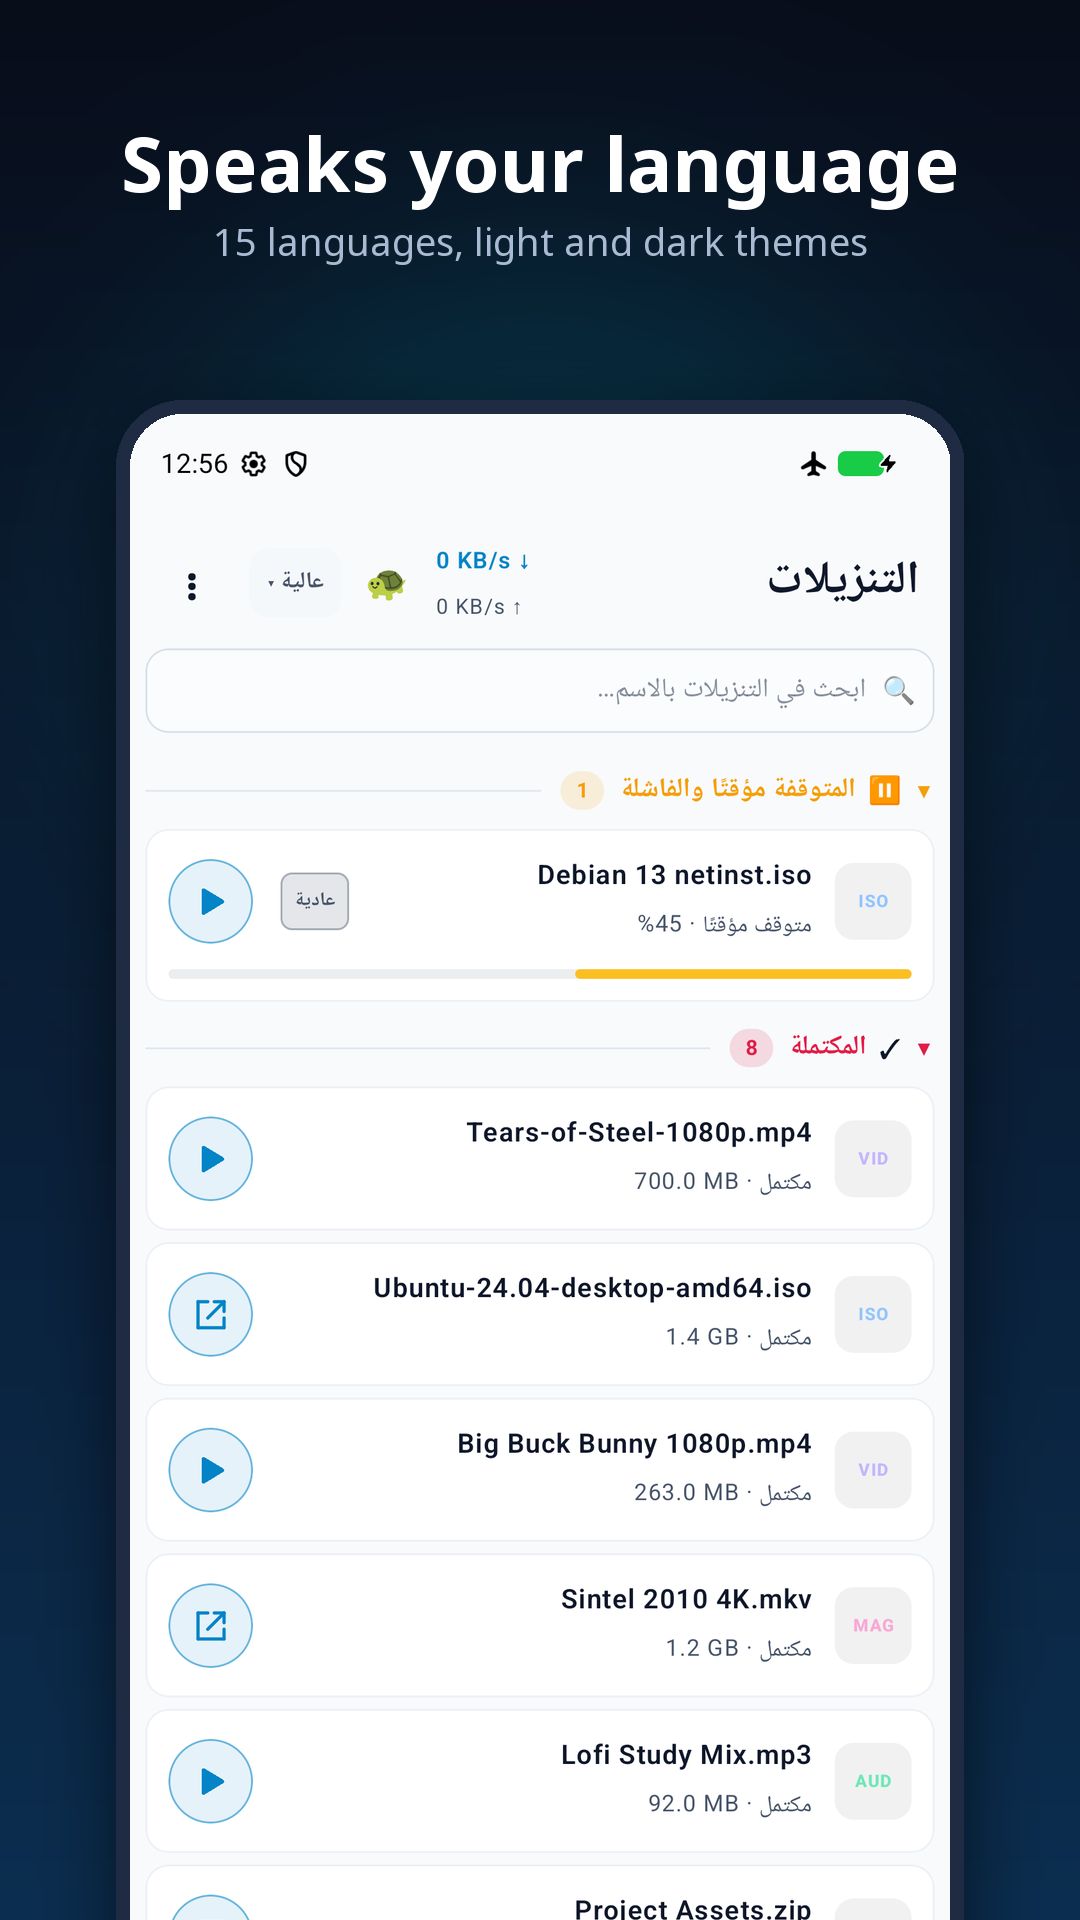 Speaks your language
15 languages, light and dark themes
12:56
التنزيلات
0 KB/s ↓
0 KB/s ↑
عالية ▾
ابحث في التنزيلات بالاسم...
▼ المتوقفة مؤقتًا والفاشلة 1
ISO
Debian 13 netinst.iso
متوقف مؤقتًا · 45%
عادية
▼ ✓ المكتملة 8
VID
Tears-of-Steel-1080p.mp4
مكتمل · 700.0 MB
ISO
Ubuntu-24.04-desktop-amd64.iso
مكتمل · 1.4 GB
VID
Big Buck Bunny 1080p.mp4
مكتمل · 263.0 MB
MAG
Sintel 2010 4K.mkv
مكتمل · 1.2 GB
AUD
Lofi Study Mix.mp3
مكتمل · 92.0 MB
Project Assets.zip